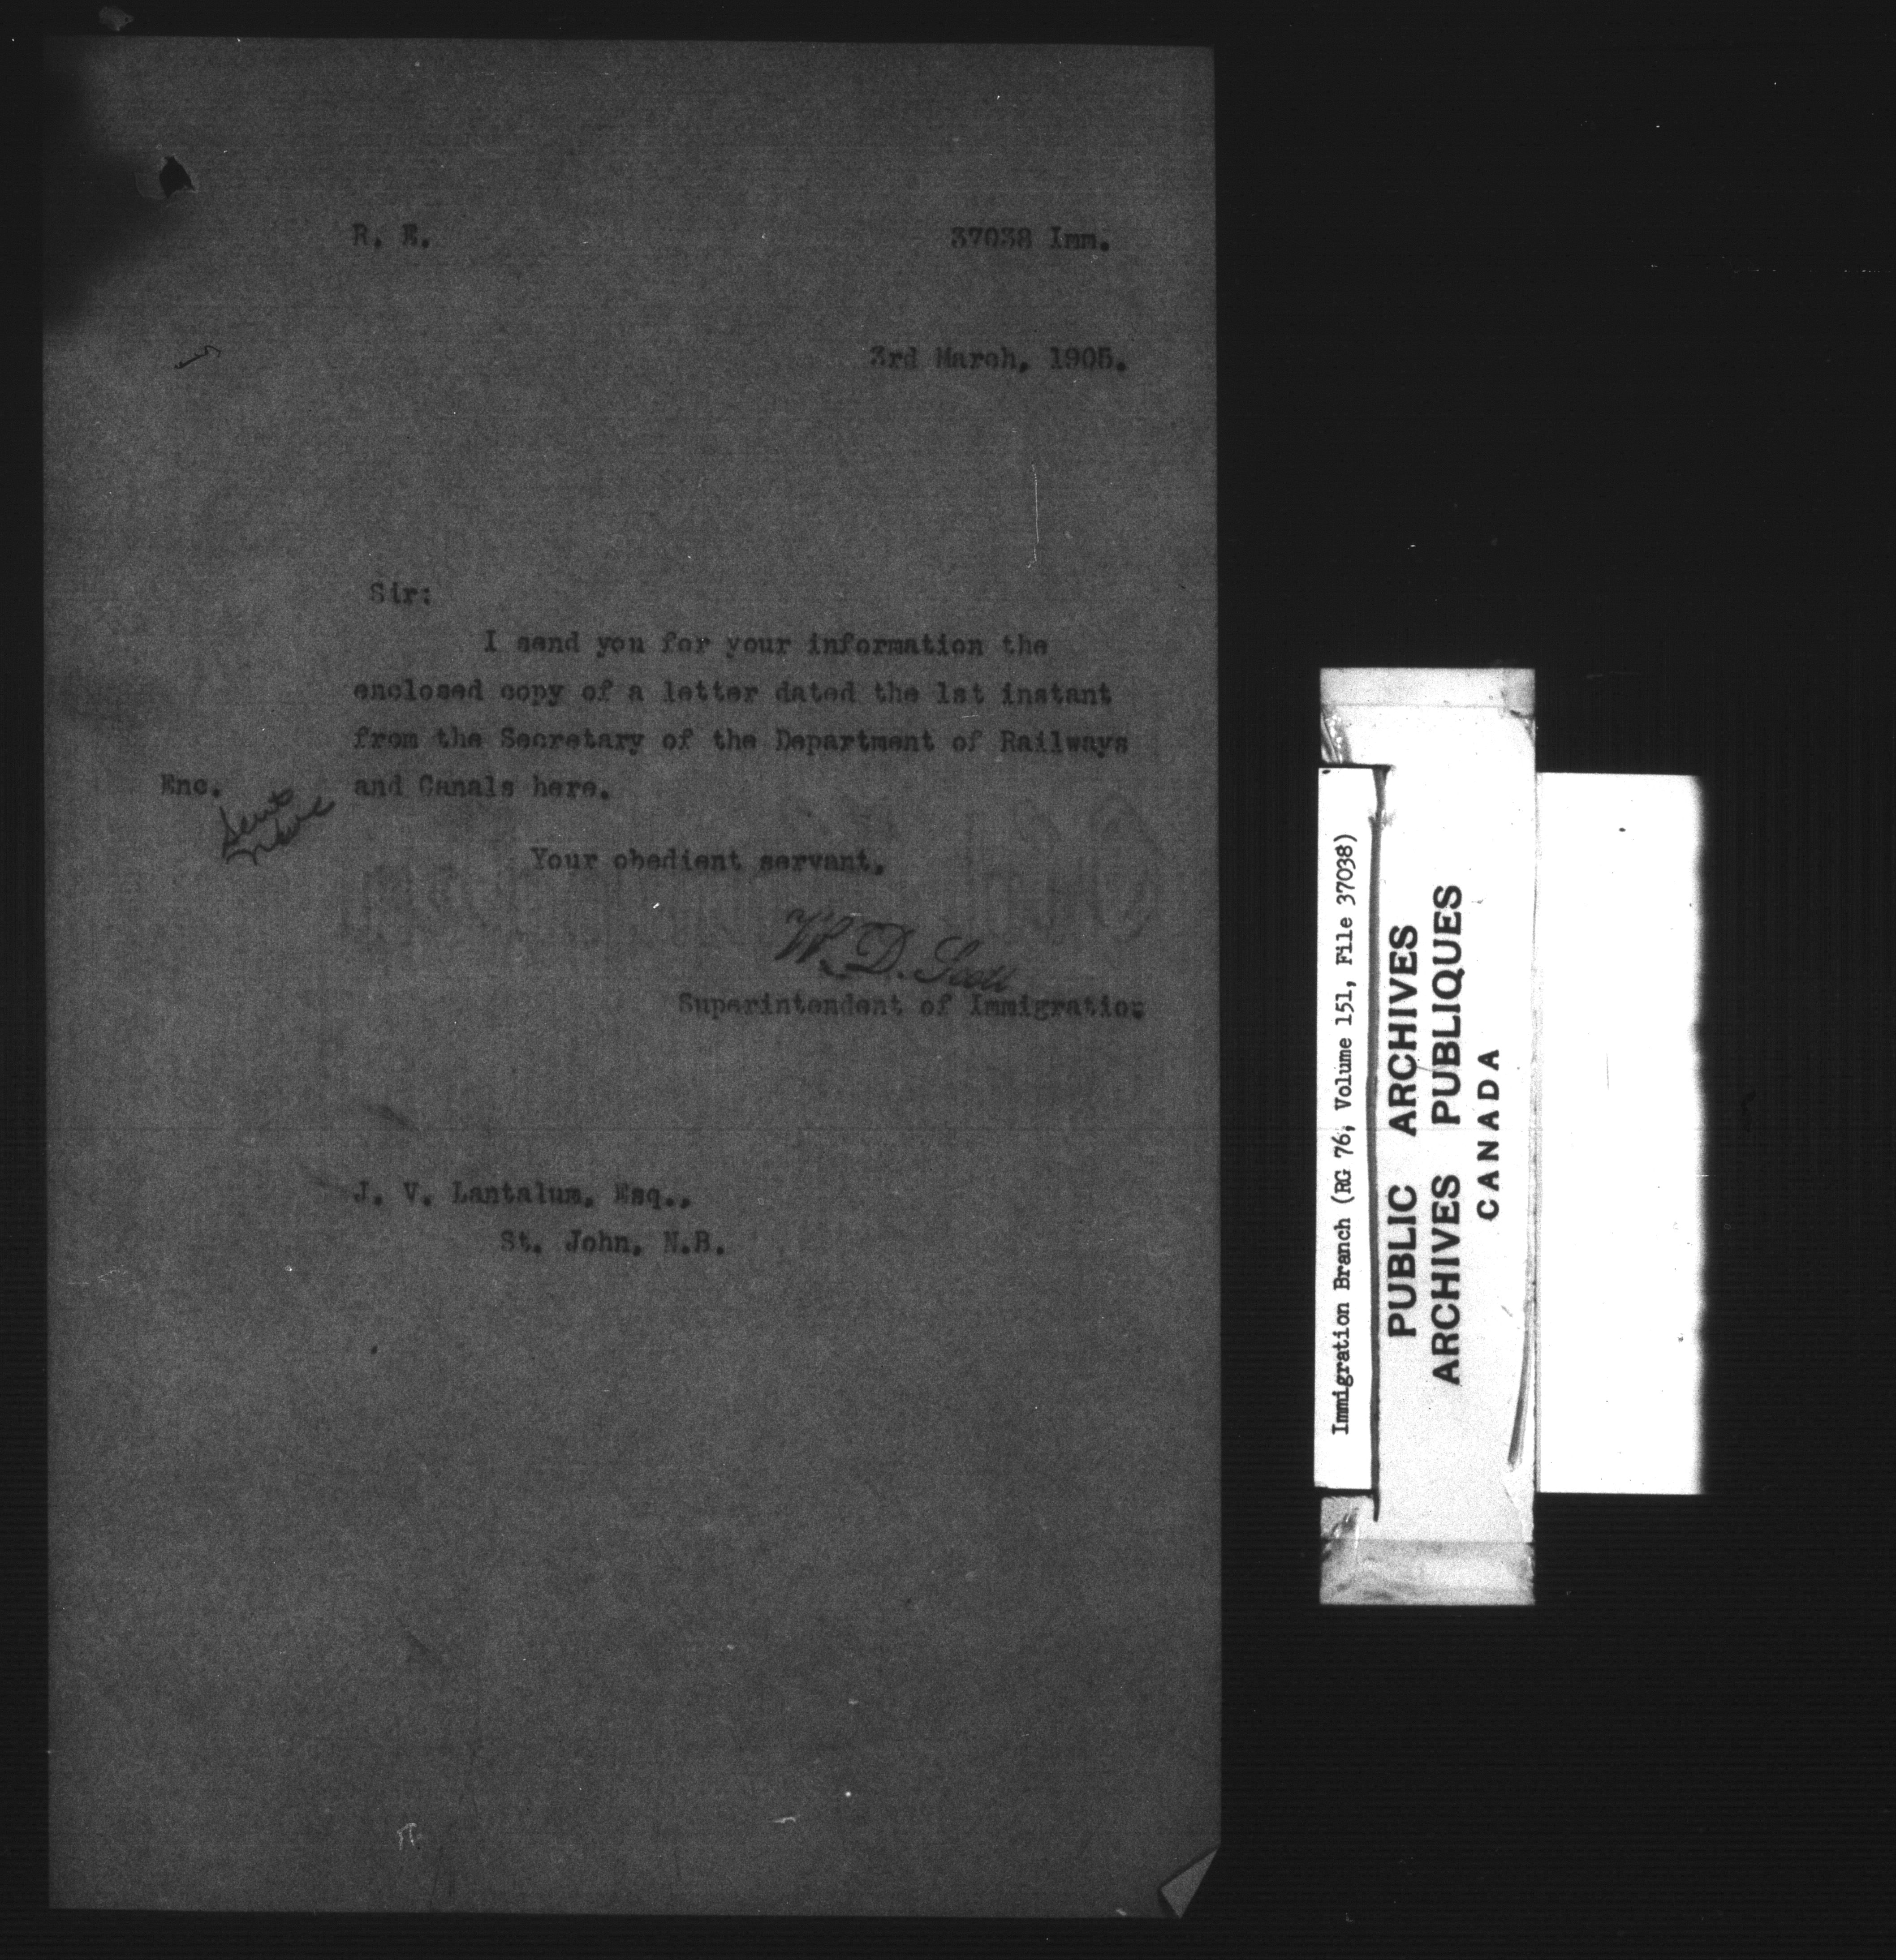 R. E.
37038 Imm.
3rd March, 1905.
Sir:
I send you for your information the
enclosed copy of a letter dated the 1st instant
from the Secretary of the Department of Railways
Enc.
and Canals here.
Sent
Your obedient servant,
W. D. Scott
Superintendent of Immigration
J. V. Lantalum, Esq.,
St. John, N.B.
Immigration Branch (RG 76, Volume 151, File 37038)
PUBLIC ARCHIVES
ARCHIVES PUBLIQUES
CANADA